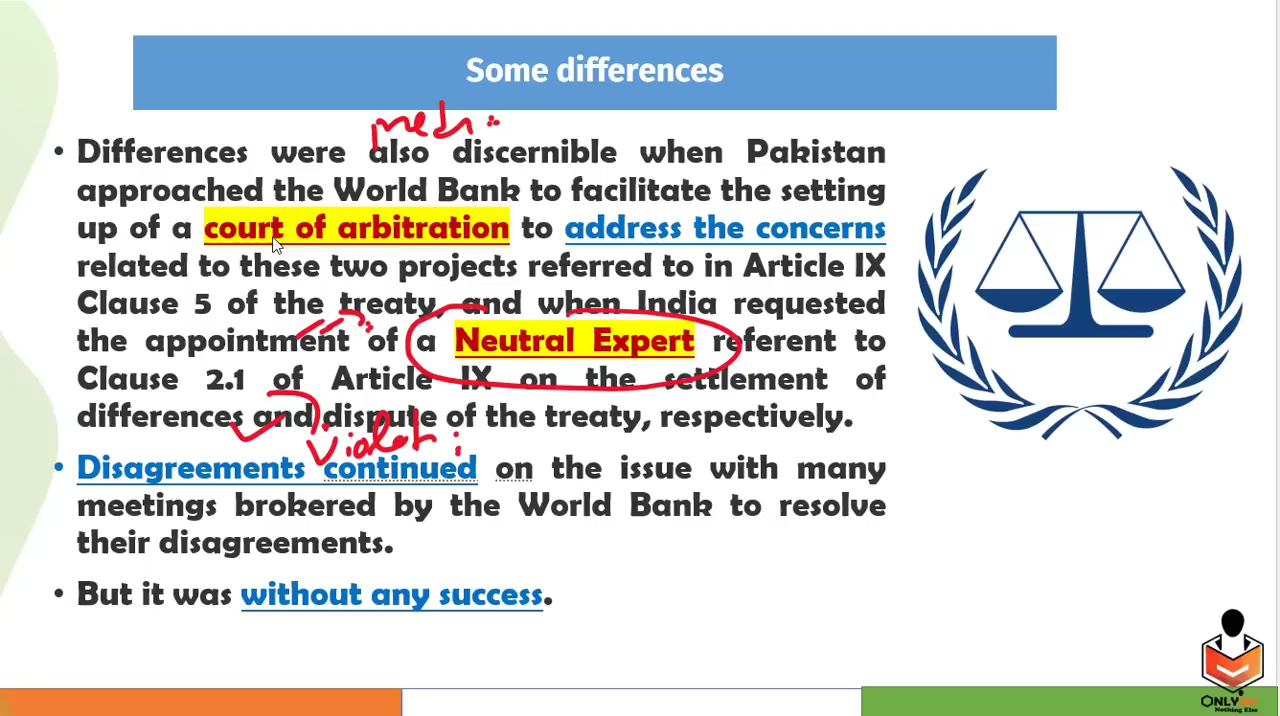 Some differences
medi :
• Differences were also discernible when Pakistan
approached the World Bank to facilitate the setting
up of a court of arbitration to address the concerns
related to these two projects referred to in Article IX
Clause 5 of the treaty, and when India requested
the appointment of a a Neutral Expert referent to
Clause 2.1 of Article IX on the settlement of
differences and dispute of the treaty, respectively.
• Disagreements continued on the issue with many
meetings brokered by the World Bank to resolve
their disagreements.
• But it was without any success.
Nothing Else